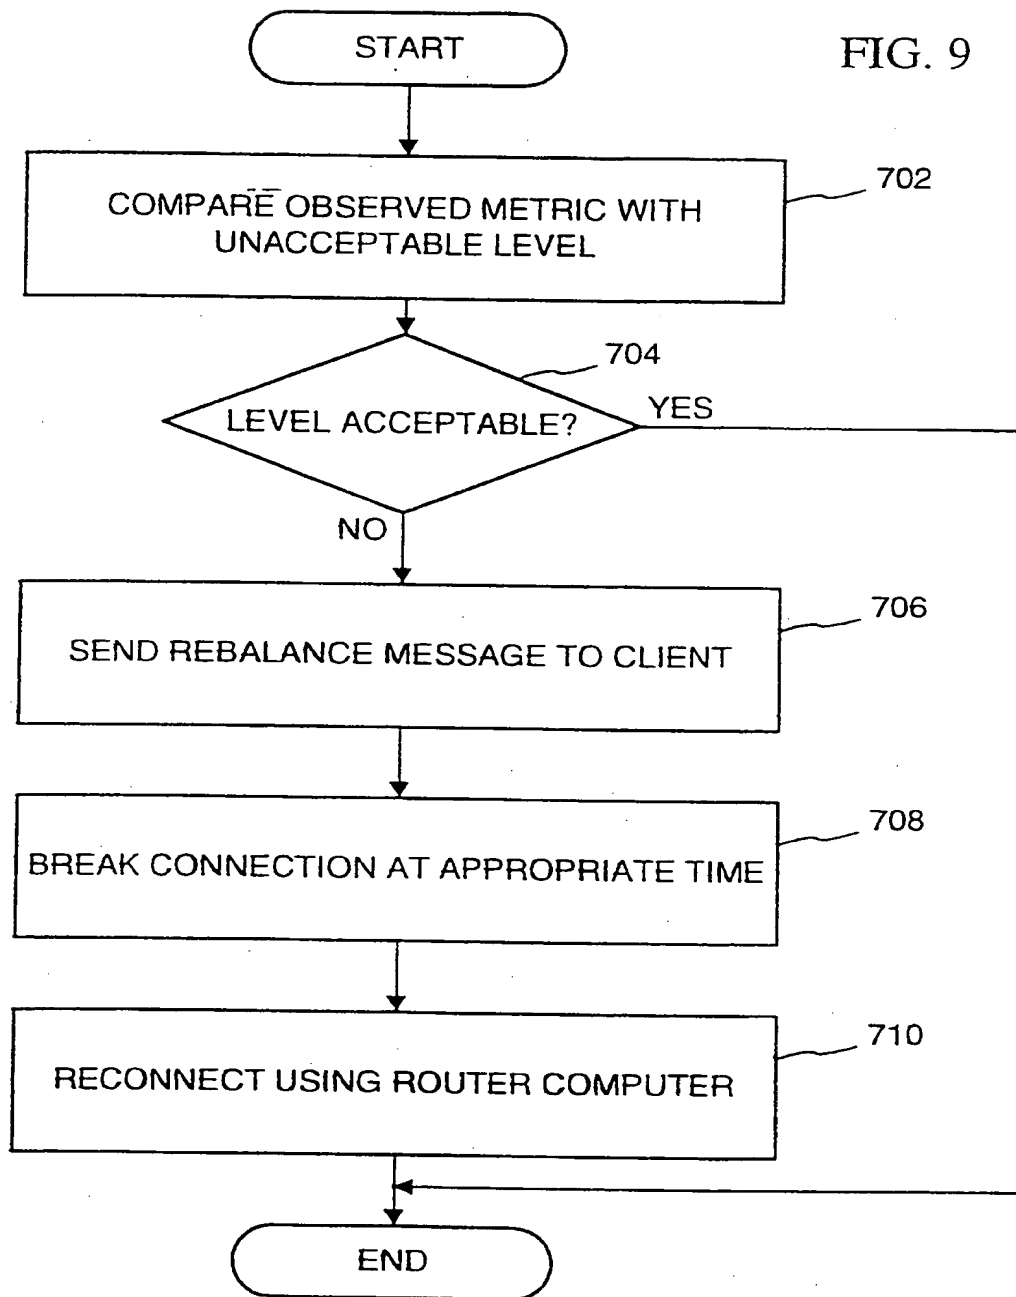 START
FIG. 9
COMPARE OBSERVED METRIC WITH
UNACCEPTABLE LEVEL
702
704
LEVEL ACCEPTABLE?
YES
NO
706
SEND REBALANCE MESSAGE TO CLIENT
708
BREAK CONNECTION AT APPROPRIATE TIME
710
RECONNECT USING ROUTER COMPUTER
END